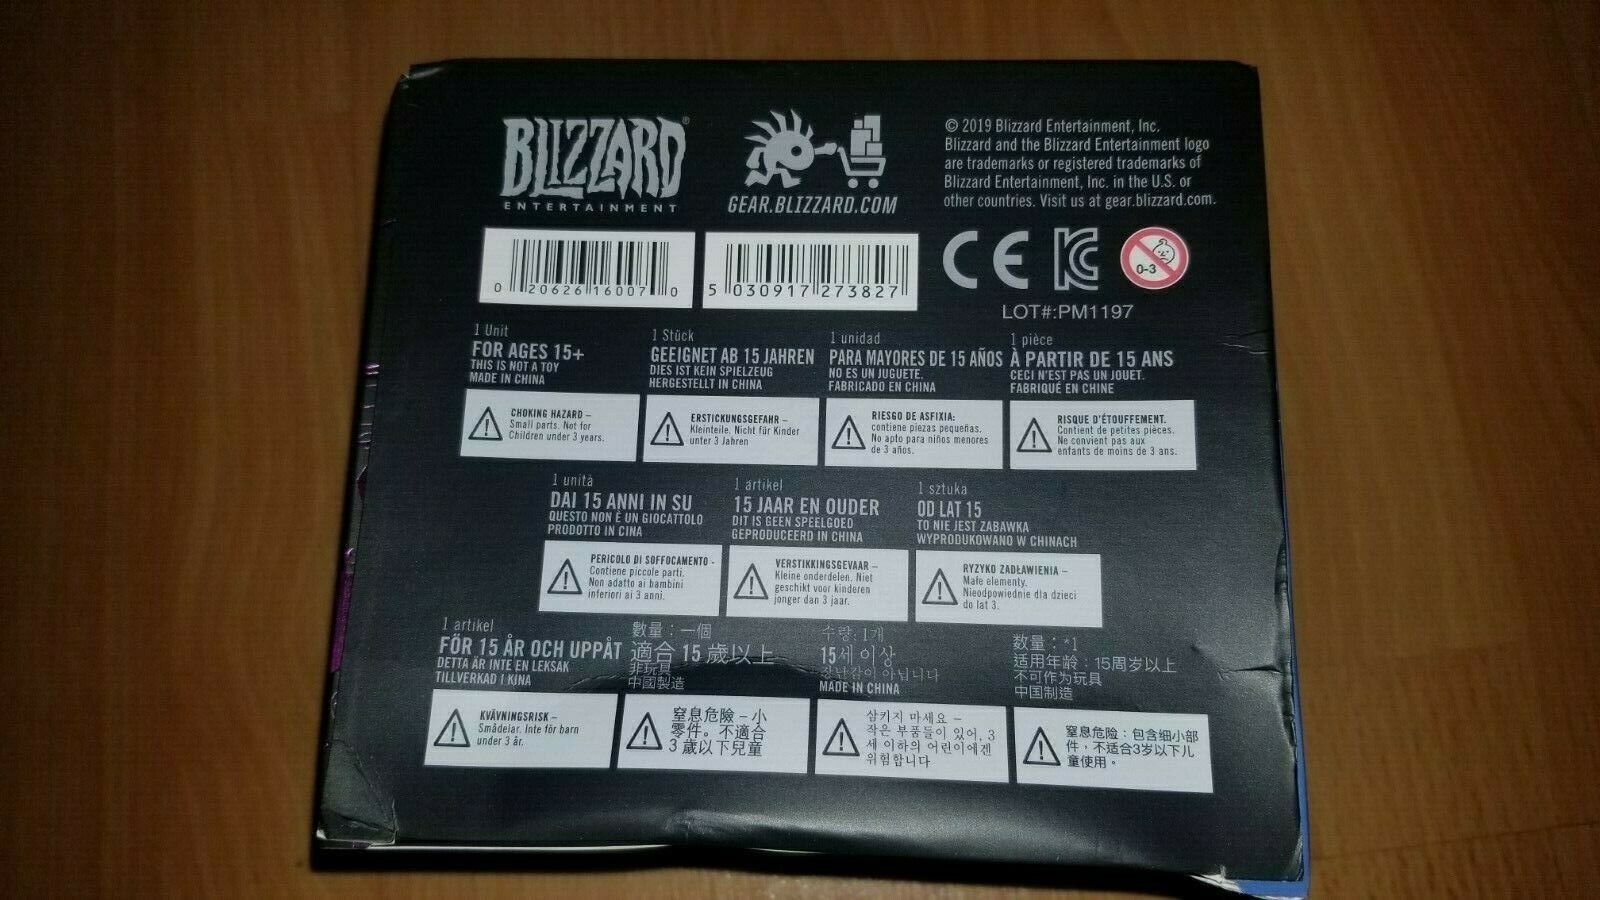 BLIZZARD®
ENTERTAINMENT
GEAR.BLIZZARD.COM
© 2019 Blizzard Entertainment, Inc.
Blizzard and the Blizzard Entertainment logo
are trademarks or registered trademarks of
Blizzard Entertainment, Inc. in the U.S. or
other countries. Visit us at gear.blizzard.com.
0 20626 16007 0
5 030917 273827
CE
KC
0-3
LOT#:PM1197
1 Unit
FOR AGES 15+
THIS IS NOT A TOY
MADE IN CHINA
CHOKING HAZARD –
Small parts. Not for
Children under 3 years.
1 Stück
GEEIGNET AB 15 JAHREN
DIES IST KEIN SPIELZEUG
HERGESTELLT IN CHINA
ERSTICKUNGSGEFAHR –
Kleinteile. Nicht für Kinder
unter 3 Jahren
1 unidad
PARA MAYORES DE 15 AÑOS
NO ES UN JUGUETE.
FABRICADO EN CHINA
RIESGO DE ASFIXIA:
contiene piezas pequeñas.
No apto para niños menores
de 3 años.
1 pièce
À PARTIR DE 15 ANS
CECI N'EST PAS UN JOUET.
FABRIQUÉ EN CHINE
RISQUE D'ÉTOUFFEMENT.
Contient de petites pièces.
Ne convient pas aux
enfants de moins de 3 ans.
1 unità
DAI 15 ANNI IN SU
QUESTO NON È UN GIOCATTOLO
PRODOTTO IN CINA
PERICOLO DI SOFFOCAMENTO -
Contiene piccole parti.
Non adatto ai bambini
inferiori ai 3 anni.
1 artikel
15 JAAR EN OUDER
DIT IS GEEN SPEELGOED
GEPRODUCEERD IN CHINA
VERSTIKKINGSGEVAAR –
Kleine onderdelen. Niet
geschikt voor kinderen
jonger dan 3 jaar.
1 sztuka
OD LAT 15
TO NIE JEST ZABAWKA
WYPRODUKOWANO W CHINACH
RYZYKO ZADŁAWIENIA –
Małe elementy.
Nieodpowiednie dla dzieci
do lat 3.
1 artikel
FÖR 15 ÅR OCH UPPÅT
DETTA ÄR INTE EN LEKSAK
TILLVERKAD I KINA
KVÄVNINGSRISK –
Smådelar. Inte för barn
under 3 år.
數量：一個
適合 15 歲以上
非玩具
中國製造
窒息危險 – 小
零件。不適合
3 歲以下兒童
수량: 1개
15세 이상
장난감이 아닙니다
MADE IN CHINA
삼키지 마세요 –
작은 부품들이 있어, 3
세 이하의 어린이에겐
위험합니다
数量：*1
适用年龄：15周岁以上
不可作为玩具
中国制造
窒息危险：包含细小部
件，不适合3岁以下儿
童使用。